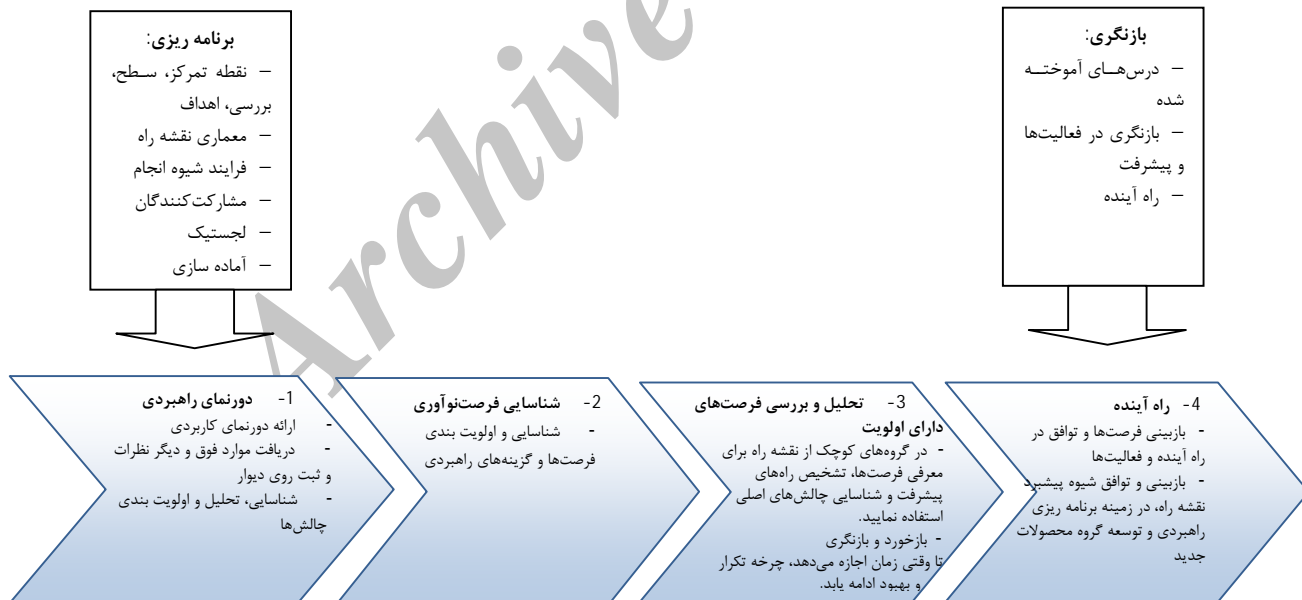 برنامه ریزی:
– نقطه تمرکز، سـطح،
بررسی، اهداف
– معماری نقشه راه
– فرایند شیوه انجام
– مشارکت‌کنندگان
– لجستیک
– آماده سازی
بازنگری:
– درس‌هــای آموختــه
شده
– بازنگری در فعالیت‌ها
و پیشرفت
– راه آینده
Archive
1- دورنمای راهبردی
- ارائه دورنمای کاربردی
- دریافت موارد فوق و دیگر نظرات
و ثبت روی دیوار
- شناسایی، تحلیل و اولویت بندی
چالش‌ها
2- شناسایی فرصت‌نوآوری
- شناسایی و اولویت بندی
فرصت‌ها و گزینه‌های راهبردی
3- تحلیل و بررسی فرصت‌های
دارای اولویت
- در گروه‌های کوچک از نقشه راه برای
معرفی فرصت‌ها، تشخیص راه‌های
پیشرفت و شناسایی چالش‌های اصلی
استفاده نمایید.
- بازخورد و بازنگری
تا وقتی زمان اجازه می‌دهد، چرخه تکرار
و بهبود ادامه یابد.
4- راه آینده
- بازبینی فرصت‌ها و توافق در
راه آینده و فعالیت‌ها
- بازبینی و توافق شیوه پیشبرد
نقشه راه، در زمینه برنامه ریزی
راهبردی و توسعه گروه محصولات
جدید